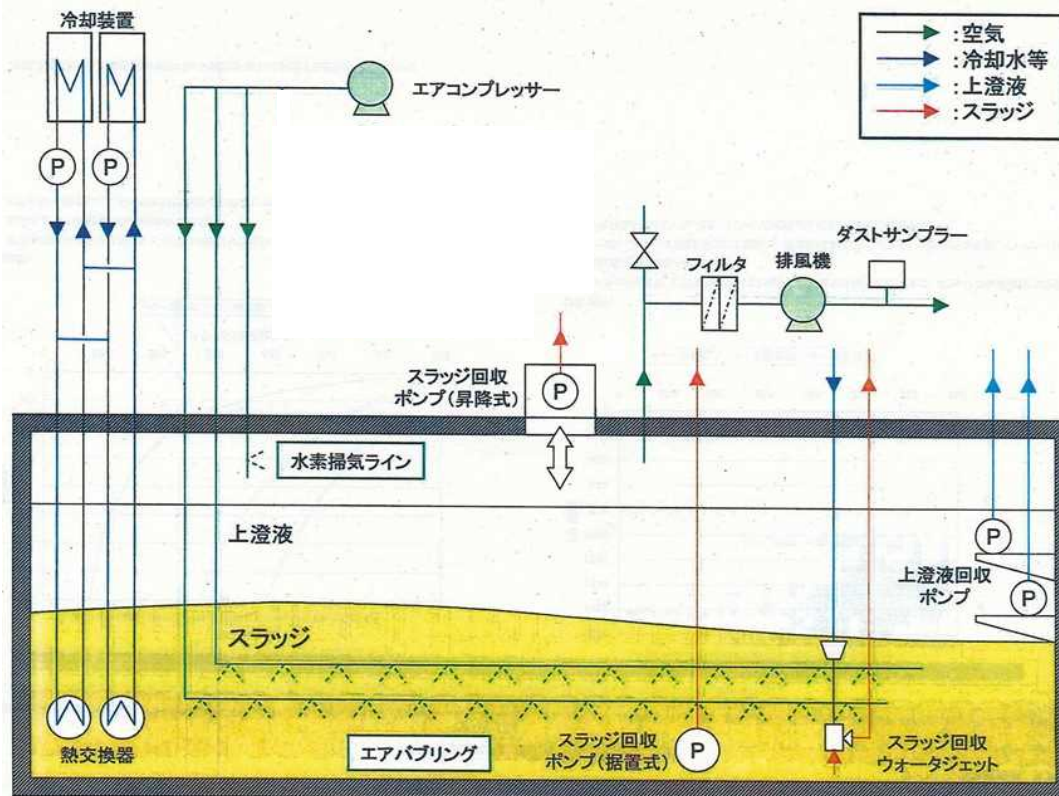 冷却装置
エアコンプレッサー
:空気
:冷却水等
:上澄液
:スラッジ
P
P
ダストサンプラー
フィルタ
排風機
スラッジ回収
ポンプ(昇降式)
P
水素掃気ライン
上澄液
P
上澄液回収
ポンプ
P
スラッジ
熱交換器
エアバブリング
スラッジ回収
ポンプ(据置式)
P
スラッジ回収
ウォータジェット